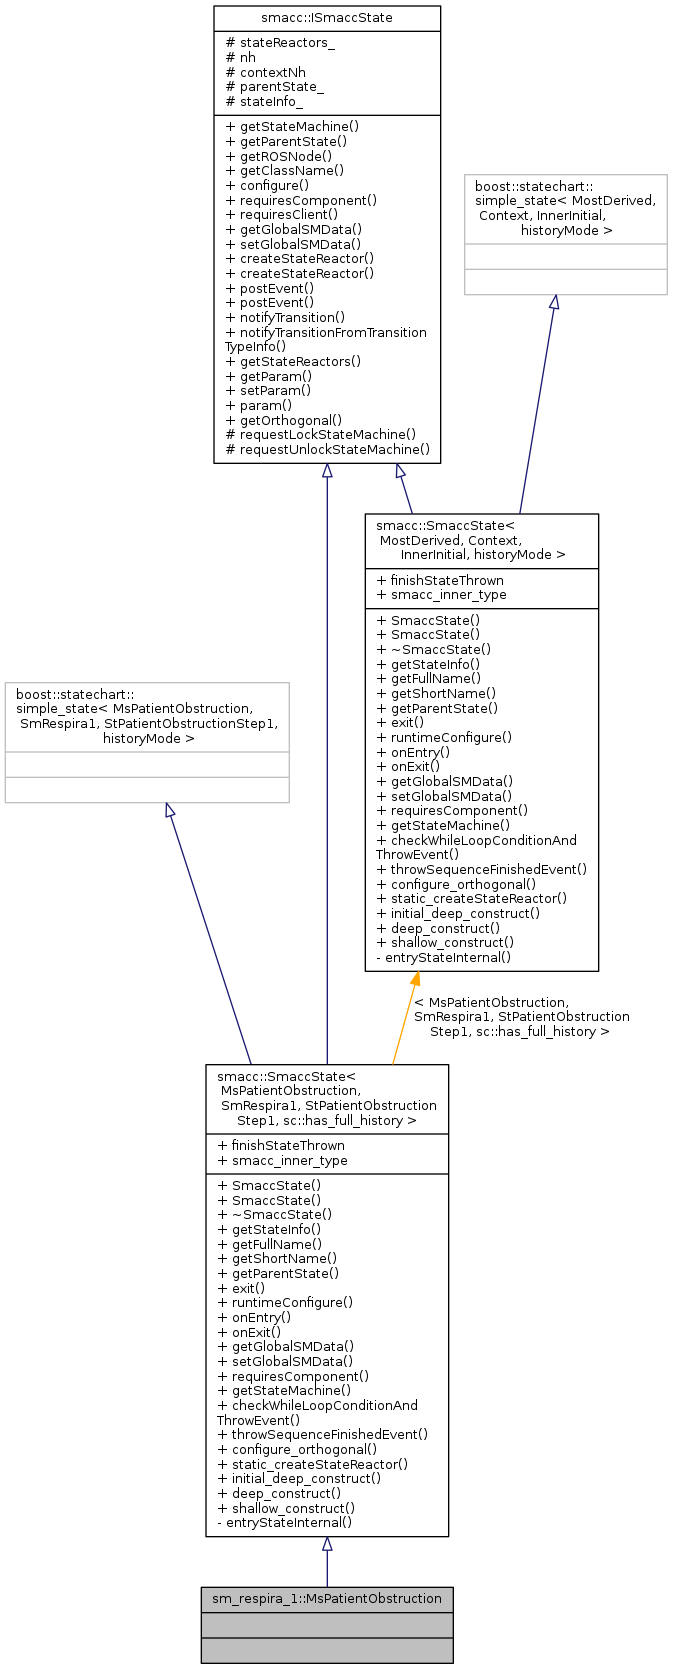 smacc::ISmaccState
# stateReactors_
# nh
# contextNh
# parentState_
# stateInfo_
+ getStateMachine()
+ getParentState()
+ getROSNode()
+ getClassName()
+ configure()
+ requiresComponent()
+ requiresClient()
+ getGlobalSMData()
+ setGlobalSMData()
+ createStateReactor()
+ createStateReactor()
+ postEvent()
+ postEvent()
+ notifyTransition()
+ notifyTransitionFromTransition
TypeInfo()
+ getStateReactors()
+ getParam()
+ setParam()
+ param()
+ getOrthogonal()
# requestLockStateMachine()
# requestUnlockStateMachine()
boost::statechart::
simple_state< MostDerived,
Context, InnerInitial,
historyMode >
smacc::SmaccState<
MostDerived, Context,
InnerInitial, historyMode >
+ finishStateThrown
+ smacc_inner_type
+ SmaccState()
+ SmaccState()
+ ~SmaccState()
+ getStateInfo()
+ getFullName()
+ getShortName()
+ getParentState()
+ exit()
+ runtimeConfigure()
+ onEntry()
+ onExit()
+ getGlobalSMData()
+ setGlobalSMData()
+ requiresComponent()
+ getStateMachine()
+ checkWhileLoopConditionAnd
ThrowEvent()
+ throwSequenceFinishedEvent()
+ configure_orthogonal()
+ static_createStateReactor()
+ initial_deep_construct()
+ deep_construct()
+ shallow_construct()
- entryStateInternal()
boost::statechart::
simple_state< MsPatientObstruction,
SmRespira1, StPatientObstructionStep1,
historyMode >
< MsPatientObstruction,
SmRespira1, StPatientObstruction
Step1, sc::has_full_history >
smacc::SmaccState<
MsPatientObstruction,
SmRespira1, StPatientObstruction
Step1, sc::has_full_history >
+ finishStateThrown
+ smacc_inner_type
+ SmaccState()
+ SmaccState()
+ ~SmaccState()
+ getStateInfo()
+ getFullName()
+ getShortName()
+ getParentState()
+ exit()
+ runtimeConfigure()
+ onEntry()
+ onExit()
+ getGlobalSMData()
+ setGlobalSMData()
+ requiresComponent()
+ getStateMachine()
+ checkWhileLoopConditionAnd
ThrowEvent()
+ throwSequenceFinishedEvent()
+ configure_orthogonal()
+ static_createStateReactor()
+ initial_deep_construct()
+ deep_construct()
+ shallow_construct()
- entryStateInternal()
sm_respira_1::MsPatientObstruction